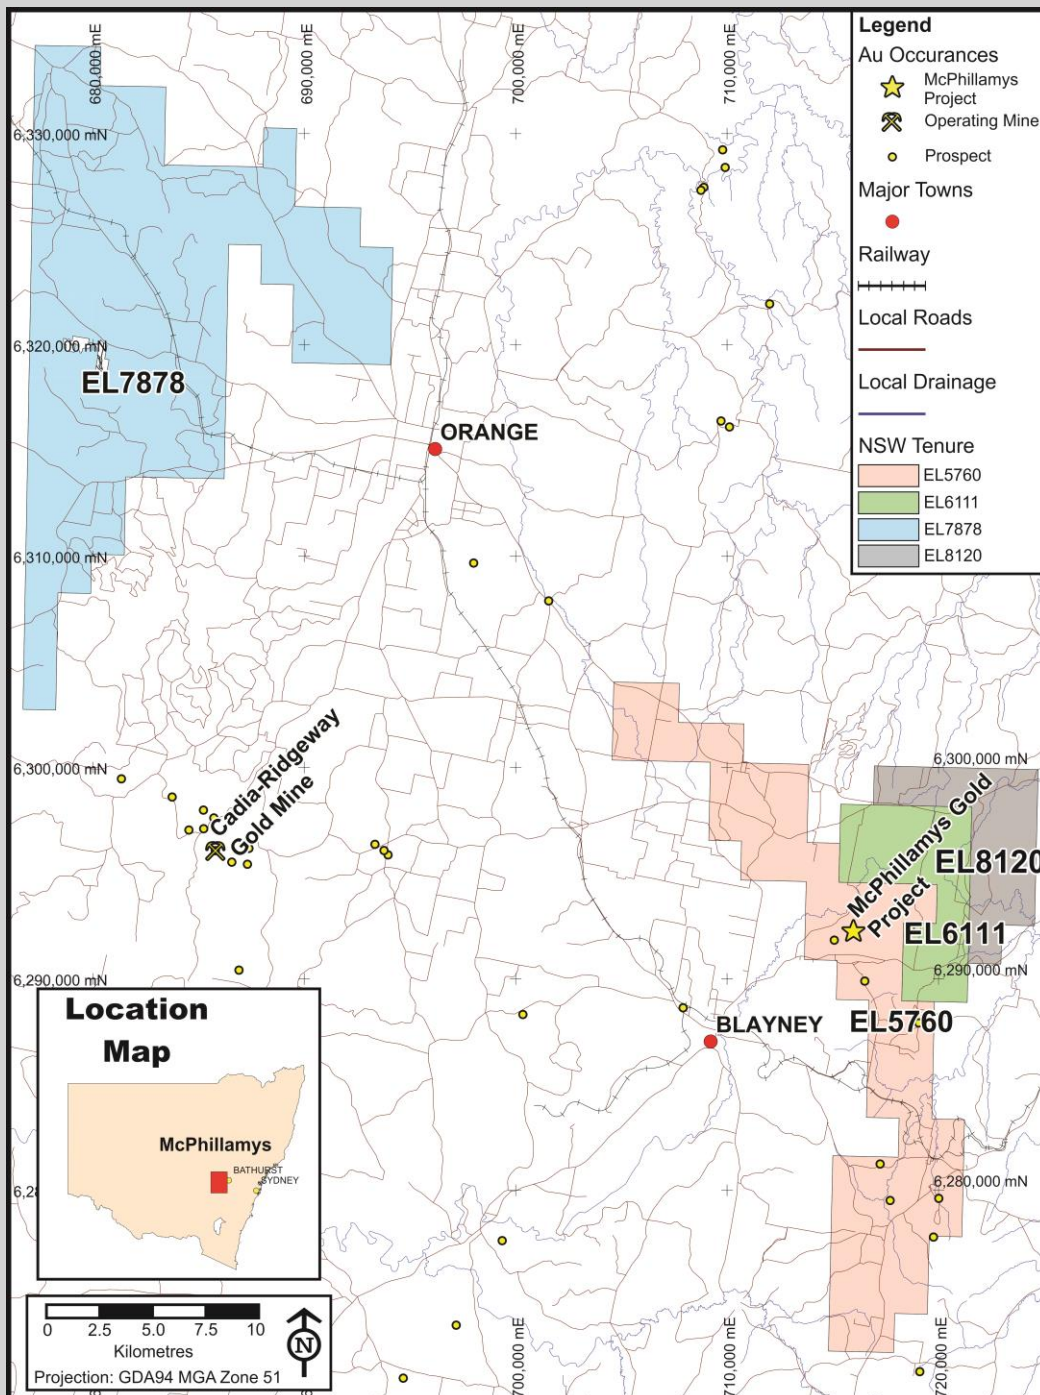 680,000 mE
690,000 mE
700,000 mE
710,000 mE
Legend
Au Occurances
McPhillamys
Project
Operating Mine
Prospect
Major Towns
Railway
Local Roads
Local Drainage
NSW Tenure
EL5760
EL6111
EL7878
EL8120
6,330,000 mN
6,320,000 mN
EL7878
ORANGE
6,310,000 mN
6,300,000 mN
Cadia-Ridgeway
Gold Mine
6,300,000 mN
McPhillamys Gold
Project
EL8120
EL6111
6,290,000 mN
6,290,000 mN
BLAYNEY
EL5760
Location
Map
McPhillamys
BATHURST
SYDNEY
6,28
6,280,000 mN
0 2.5 5.0 7.5 10
Kilometres
N
Projection: GDA94 MGA Zone 51
700,000 mE
710,000 mE
720,000 mE